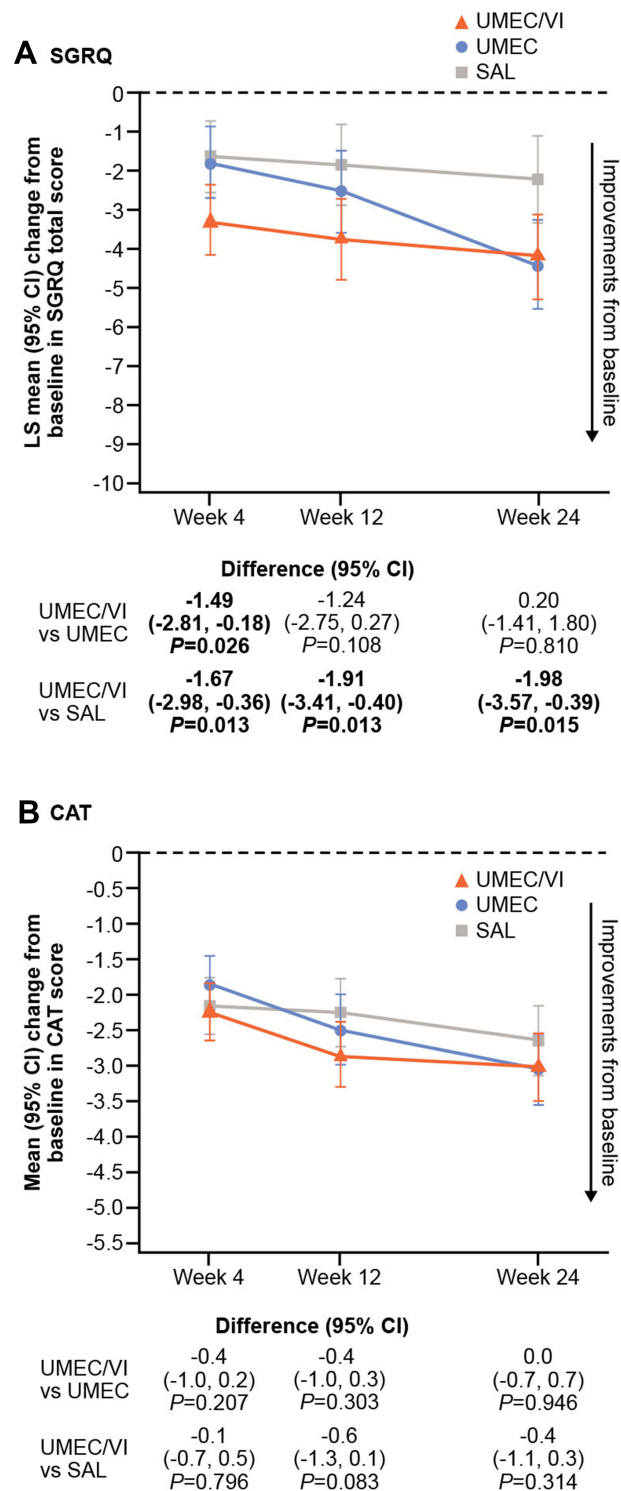 A SGRQ
UMEC/VI
UMEC
SAL
LS mean (95% CI) change from
baseline in SGRQ total score
0
-1
-2
-3
-4
-5
-6
-7
-8
-9
-10
Improvements from baseline
Week 4 Week 12 Week 24
Difference (95% CI)
UMEC/VI
vs UMEC
-1.49 -1.24 0.20
(-2.81, -0.18) (-2.75, 0.27) (-1.41, 1.80)
P=0.026 P=0.108 P=0.810
UMEC/VI
vs SAL
-1.67 -1.91 -1.98
(-2.98, -0.36) (-3.41, -0.40) (-3.57, -0.39)
P=0.013 P=0.013 P=0.015
B CAT
UMEC/VI
UMEC
SAL
Mean (95% CI) change from
baseline in CAT score
0
-0.5
-1.0
-1.5
-2.0
-2.5
-3.0
-3.5
-4.0
-4.5
-5.0
-5.5
Improvements from baseline
Week 4 Week 12 Week 24
Difference (95% CI)
UMEC/VI
vs UMEC
-0.4 -0.4 0.0
(-1.0, 0.2) (-1.0, 0.3) (-0.7, 0.7)
P=0.207 P=0.303 P=0.946
UMEC/VI
vs SAL
-0.1 -0.6 -0.4
(-0.7, 0.5) (-1.3, 0.1) (-1.1, 0.3)
P=0.796 P=0.083 P=0.314